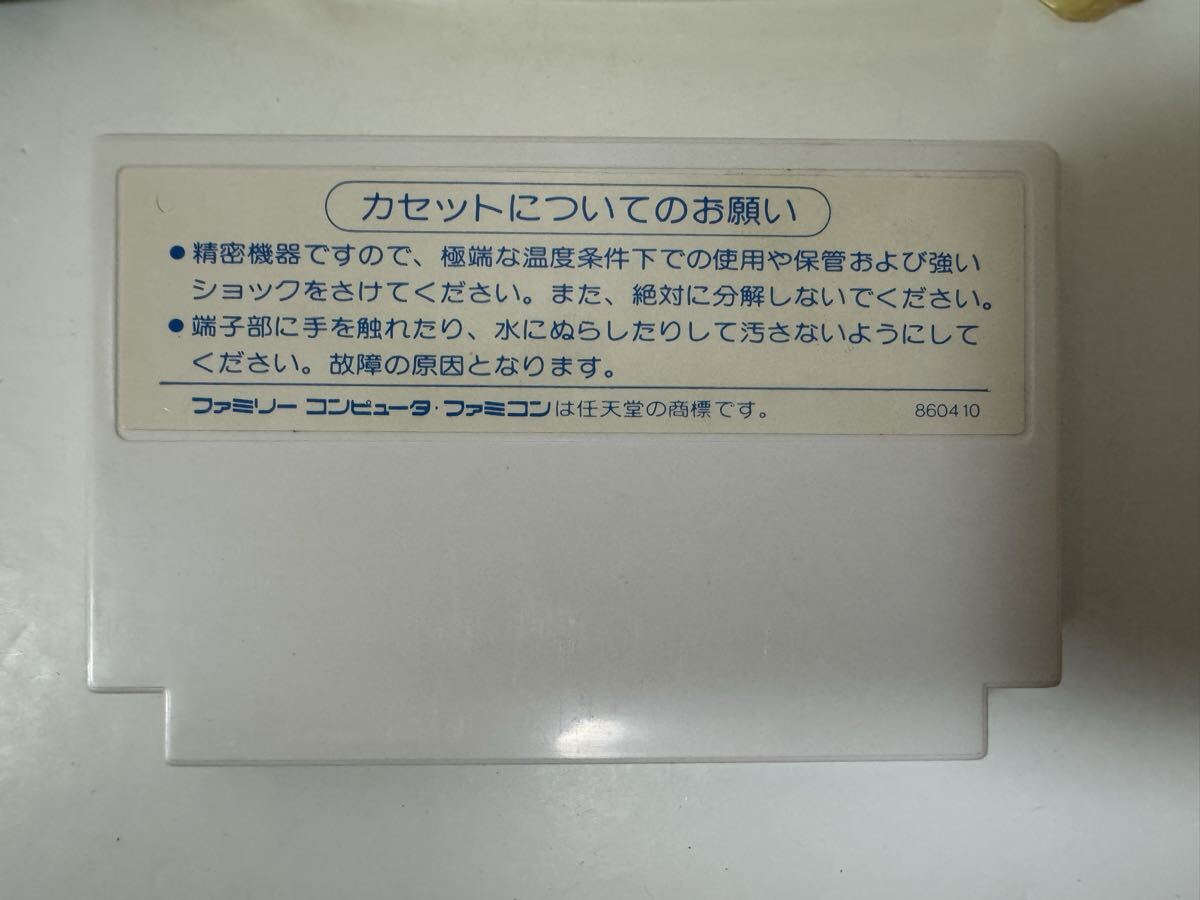 カセットについてのお願い
●精密機器ですので、極端な温度条件下での使用や保管および強い
ショックをさけてください。また、絶対に分解しないでください。
●端子部に手を触れたり、水にぬらしたりして汚さないようにして
ください。故障の原因となります。
ファミリー コンピュータ・ファミコンは任天堂の商標です。 860410